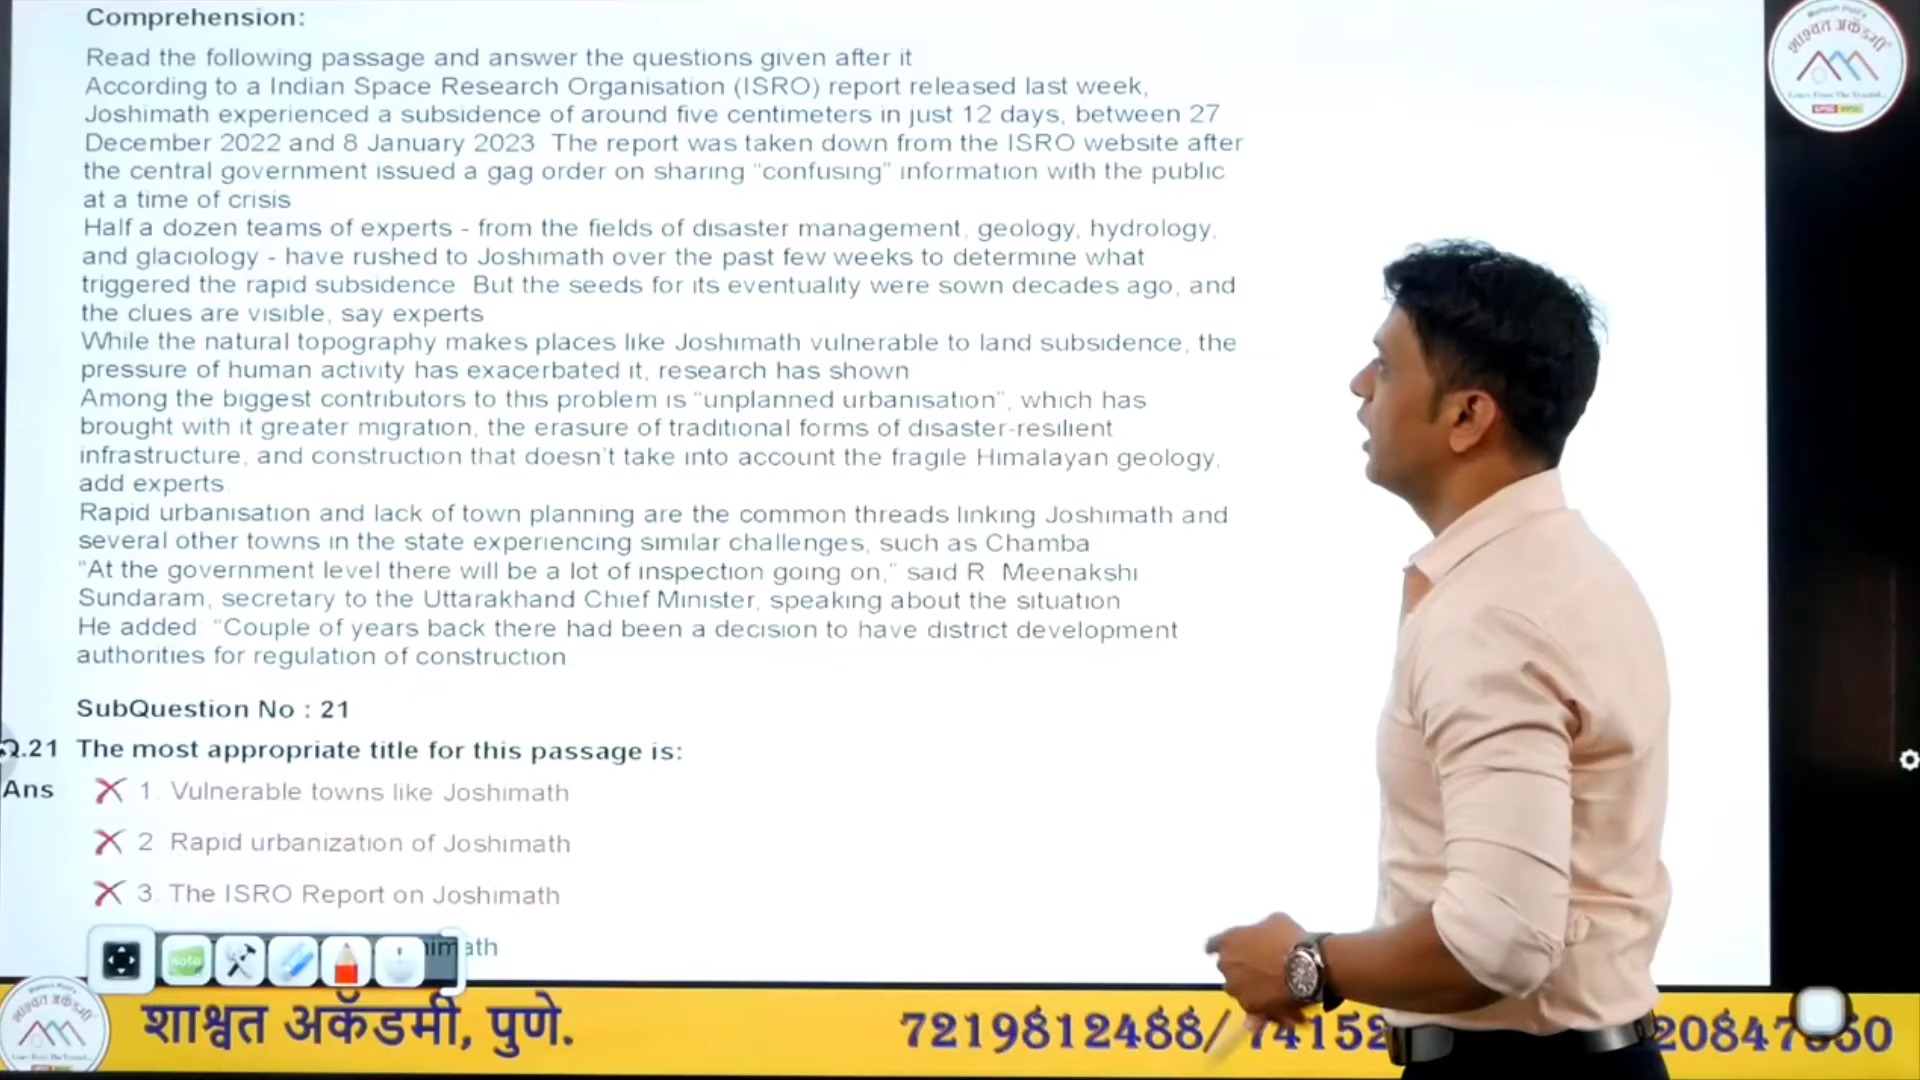 Comprehension:
Read the following passage and answer the questions given after it
According to a Indian Space Research Organisation (ISRO) report released last week,
Joshimath experienced a subsidence of around five centimeters in just 12 days, between 27
December 2022 and 8 January 2023 The report was taken down from the ISRO website after
the central government issued a gag order on sharing "confusing" information with the public
at a time of crisis
Half a dozen teams of experts - from the fields of disaster management, geology, hydrology,
and glaciology - have rushed to Joshimath over the past few weeks to determine what
triggered the rapid subsidence But the seeds for its eventuality were sown decades ago, and
the clues are visible, say experts
While the natural topography makes places like Joshimath vulnerable to land subsidence, the
pressure of human activity has exacerbated it, research has shown
Among the biggest contributors to this problem is "unplanned urbanisation", which has
brought with it greater migration, the erasure of traditional forms of disaster-resilient
infrastructure, and construction that doesn't take into account the fragile Himalayan geology,
add experts
Rapid urbanisation and lack of town planning are the common threads linking Joshimath and
several other towns in the state experiencing similar challenges, such as Chamba
"At the government level there will be a lot of inspection going on," said R Meenakshi
Sundaram, secretary to the Uttarakhand Chief Minister, speaking about the situation
He added "Couple of years back there had been a decision to have district development
authorities for regulation of construction
SubQuestion No : 21
Q.21 The most appropriate title for this passage is:
Ans 1. Vulnerable towns like Joshimath
2 Rapid urbanization of Joshimath
3. The ISRO Report on Joshimath
शाश्वत अकॅडमी, पुणे.
7219812488/
शाश्वत अकॅडमी